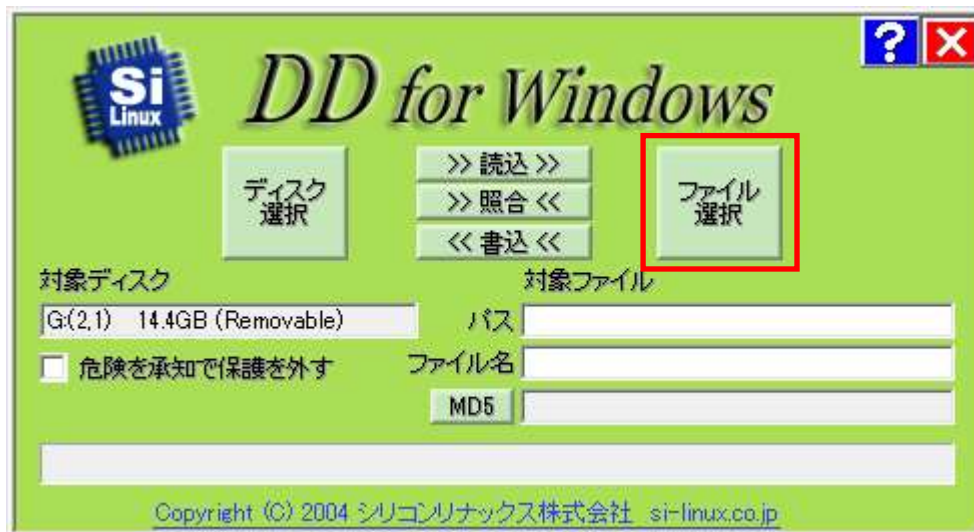 Si
Linux
DD for Windows
?
ディスク
選択
>> 読込 >>
>> 照合 <<
<< 書込 <<
ファイル
選択
対象ディスク
対象ファイル
G:(2,1) 14.4GB (Removable)
パス
危険を承知で保護を外す
ファイル名
MD5
Copyright (C) 2004 シリコンリナックス株式会社 si-linux.co.jp